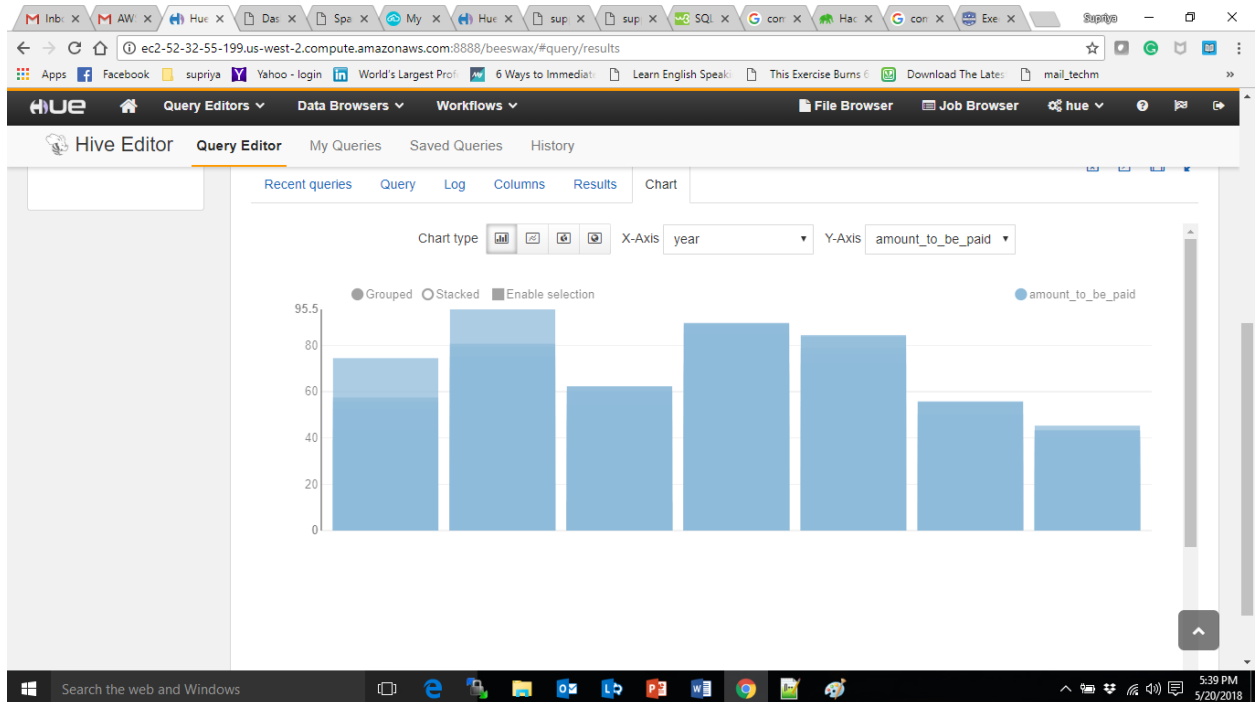 Inb: AW: Hue Das Spa My Hue sup sup SQL con Hac con Exe Supriya
ec2-52-32-55-199.us-west-2.compute.amazonaws.com:8888/beeswax/#query/results
Apps Facebook supriya Yahoo - login World's Largest Prof 6 Ways to Immediat Learn English Speak This Exercise Burns 6 Download The Lates mail_techm »
HUE Query Editors Data Browsers Workflows File Browser Job Browser hue
Hive Editor Query Editor My Queries Saved Queries History
Recent queries Query Log Columns Results Chart
Chart type X-Axis year Y-Axis amount_to_be_paid
Grouped Stacked Enable selection amount_to_be_paid
95.5
80
60
40
20
0
Search the web and Windows
5:39 PM
5/20/2018